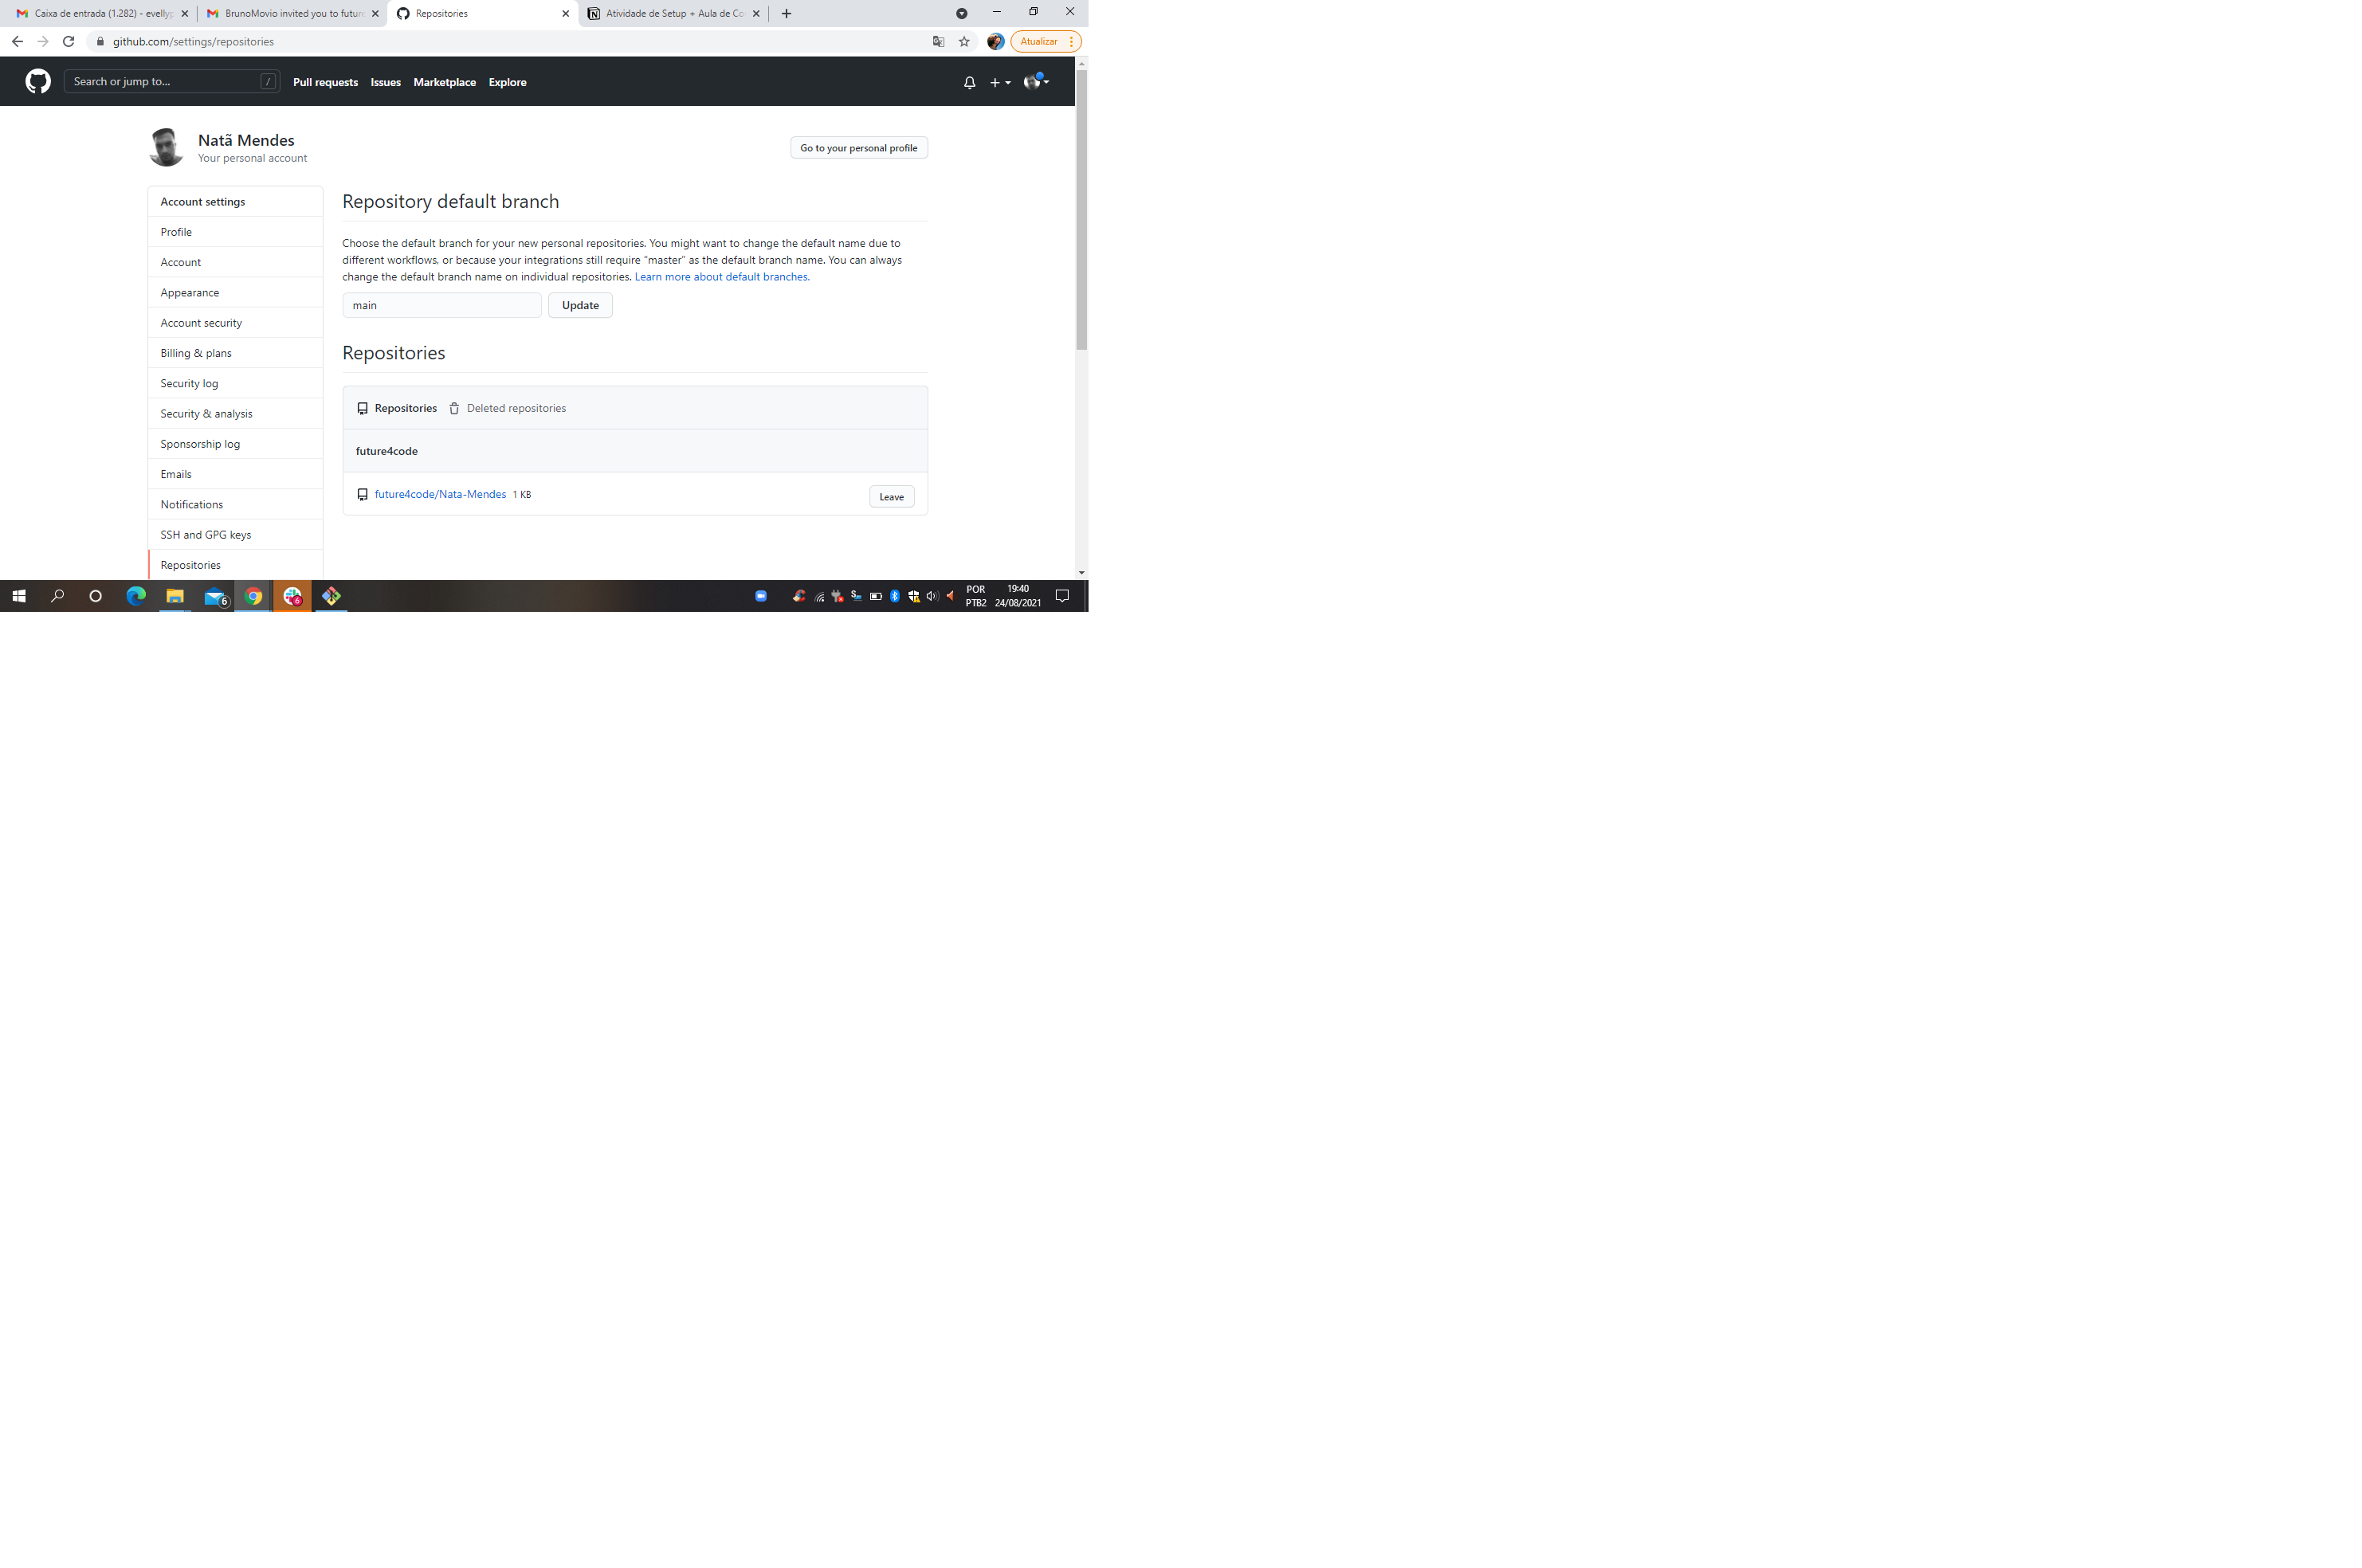 Caixa de entrada (1.282) - evellyp
BrunoMovio invited you to future
Repositories
Atividade de Setup + Aula de Co
github.com/settings/repositories
Atualizar
Search or jump to...
/
Pull requests
Issues
Marketplace
Explore
Natã Mendes
Your personal account
Go to your personal profile
Account settings
Profile
Account
Appearance
Account security
Billing & plans
Security log
Security & analysis
Sponsorship log
Emails
Notifications
SSH and GPG keys
Repositories
Repository default branch
Choose the default branch for your new personal repositories. You might want to change the default name due to
different workflows, or because your integrations still require “master” as the default branch name. You can always
change the default branch name on individual repositories. Learn more about default branches.
main
Update
Repositories
Repositories
Deleted repositories
future4code
future4code/Nata-Mendes 1 KB
Leave
6
6
POR
PTB2
19:40
24/08/2021